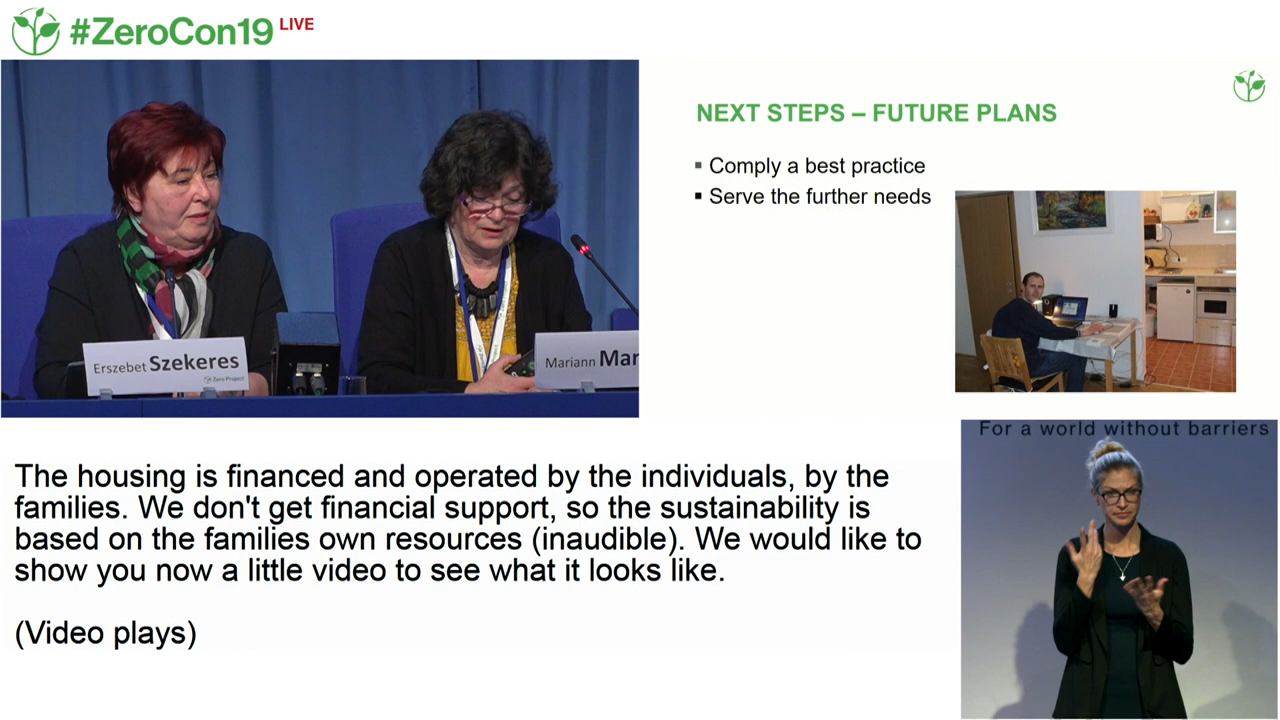 #ZeroCon19 LIVE
Erszebet Szekeres
Zero Project
Mariann Mar
NEXT STEPS – FUTURE PLANS
Comply a best practice
Serve the further needs
For a world without barriers
The housing is financed and operated by the individuals, by the
families. We don't get financial support, so the sustainability is
based on the families own resources (inaudible). We would like to
show you now a little video to see what it looks like.
(Video plays)